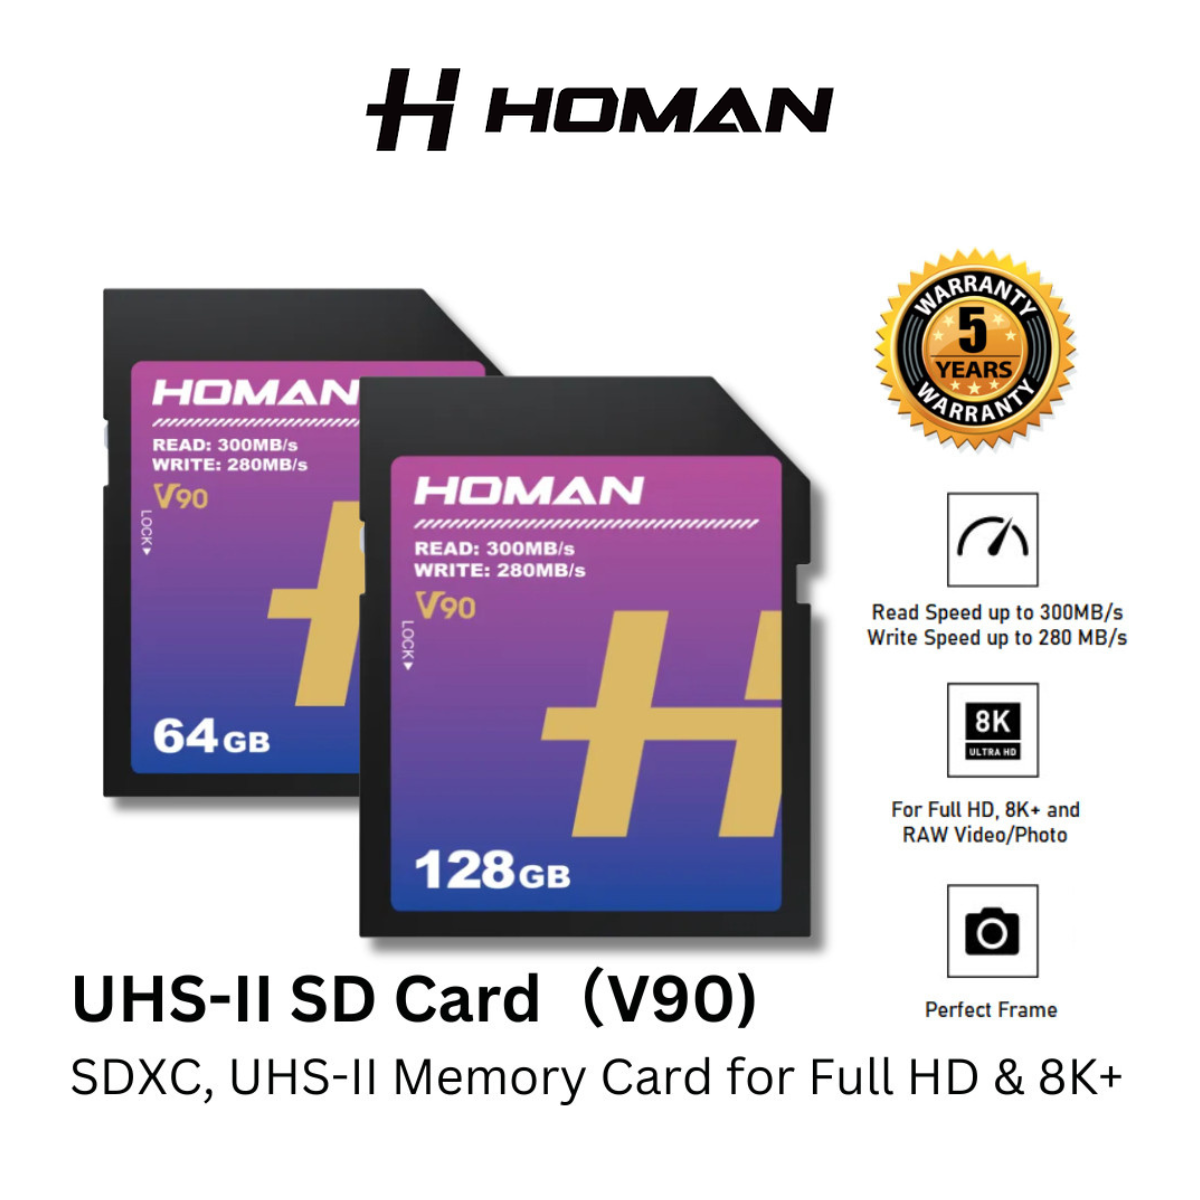 HOMAN
HOMAN
READ: 300MB/s
WRITE: 280MB/s
V90
LOCK
64GB
HOMAN
READ: 300MB/s
WRITE: 280MB/s
V90
LOCK
128GB
WARRANTY
5
YEARS
WARRANTY
Read Speed up to 300MB/s
Write Speed up to 280 MB/s
8K
ULTRA HD
For Full HD, 8K+ and
RAW Video/Photo
Perfect Frame
UHS-II SD Card（V90)
SDXC, UHS-II Memory Card for Full HD & 8K+